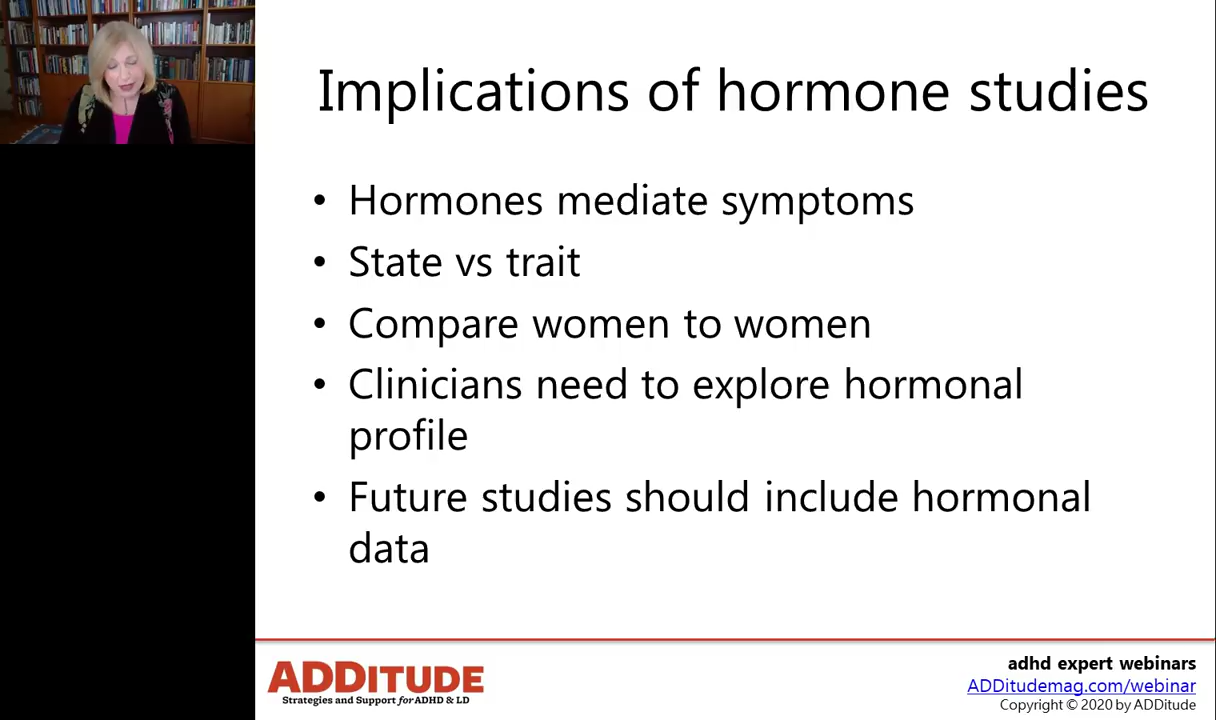 Implications of hormone studies
• Hormones mediate symptoms
• State vs trait
• Compare women to women
• Clinicians need to explore hormonal
profile
• Future studies should include hormonal
data
ADDITUDE
Strategies and Support for ADHD & LD
adhd expert webinars
ADDitudemag.com/webinar
Copyright © 2020 by ADDitude